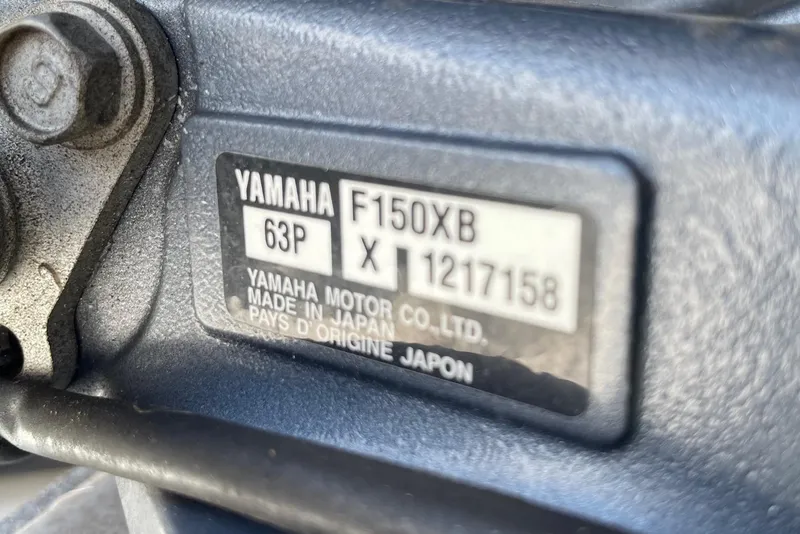 YAMAHA F150XB
63P X 1217158
YAMAHA MOTOR CO.,LTD.
MADE IN JAPAN
PAYS D'ORIGINE JAPON